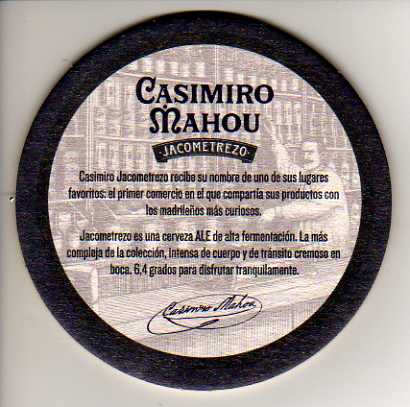 CASIMIRO
MAHOU
·JACOMETREZO·
Casimiro Jacometrezo recibe su nombre de uno de sus lugares
favoritos: el primer comercio en el que compartía sus productos con
los madrileños más curiosos.
Jacometrezo es una cerveza ALE de alta fermentación. La más
compleja de la colección, intensa de cuerpo y de tránsito cremoso en
boca. 6,4 grados para disfrutar tranquilamente.
Casimiro Mahou